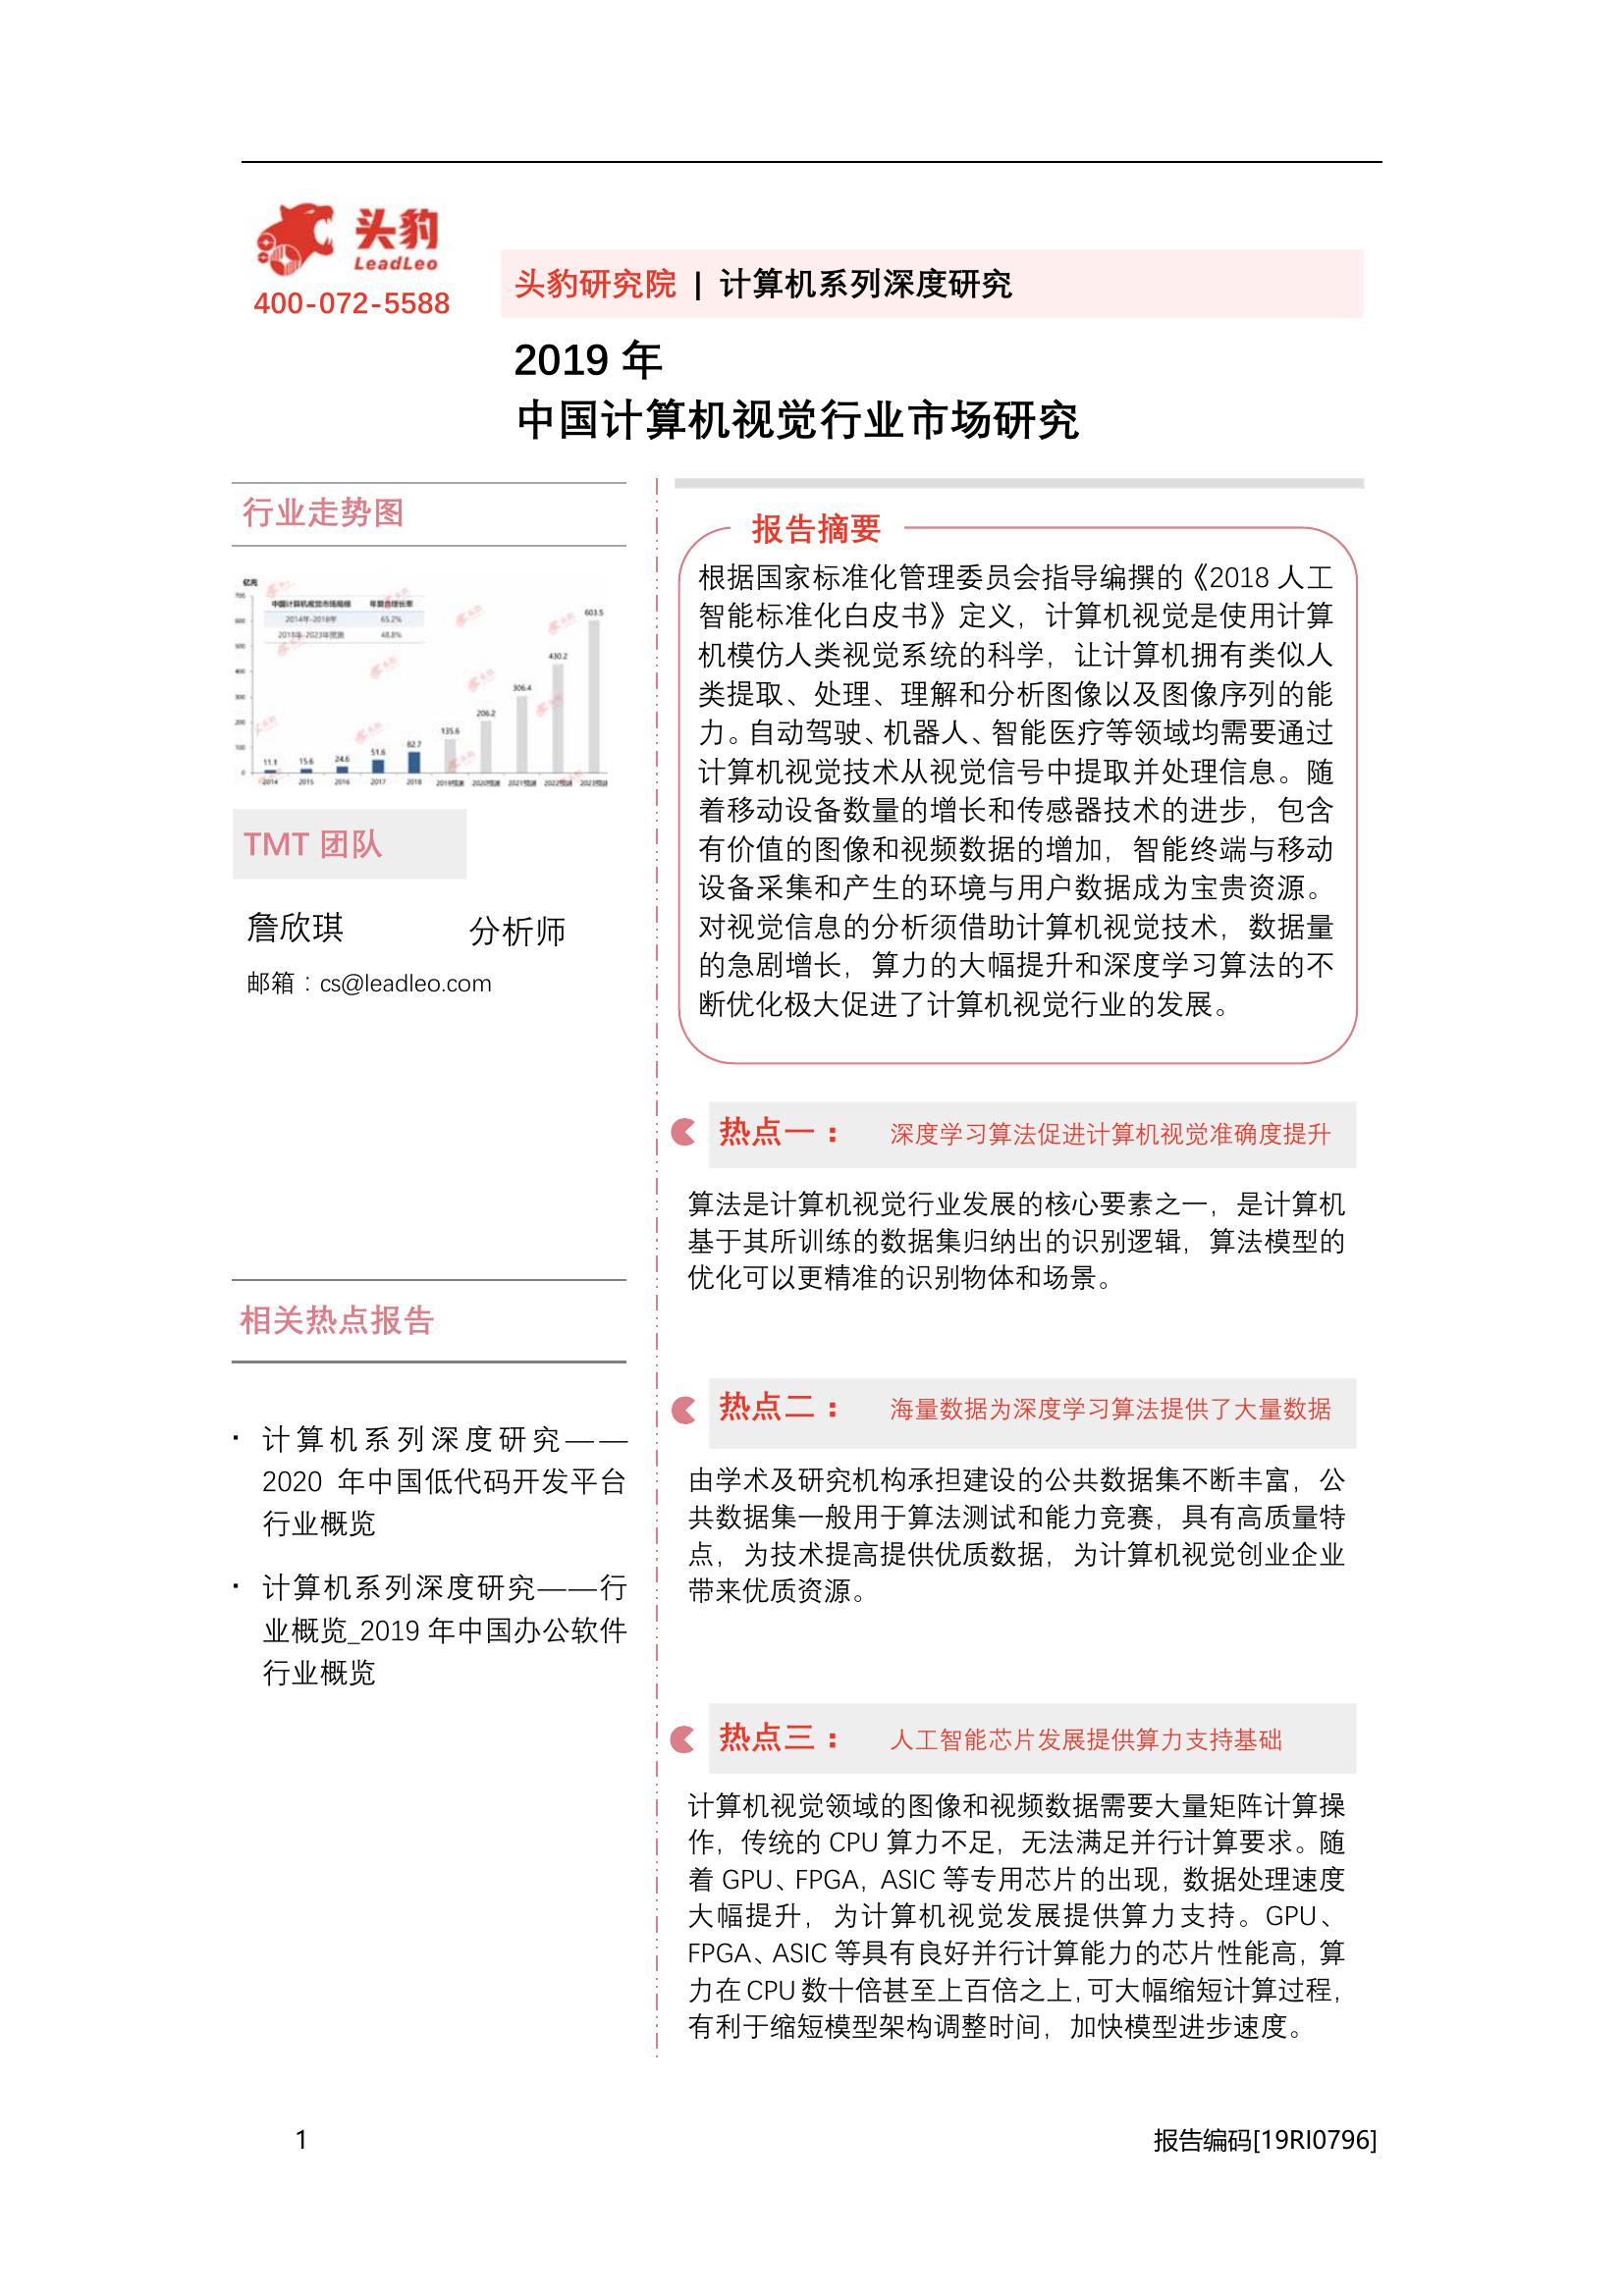 头豹
LeadLeo
400-072-5588
头豹研究院 | 计算机系列深度研究
2019 年
中国计算机视觉行业市场研究
行业走势图
亿元
中国计算机视觉市场规模 年复合增长率
2014年-2018年 65.2%
2018年-2023年预测 48.8%
700
600
500
400
300
200
100
0
11.1
15.6
24.6
51.6
82.7
135.6
206.2
306.4
430.2
603.5
2014 2015 2016 2017 2018 2019预测 2020预测 2021预测 2022预测 2023预测
TMT 团队
詹欣琪 分析师
邮箱：cs@leadleo.com
相关热点报告
· 计算机系列深度研究——
2020 年中国低代码开发平台
行业概览
· 计算机系列深度研究——行
业概览_2019 年中国办公软件
行业概览
报告摘要
根据国家标准化管理委员会指导编撰的《2018 人工
智能标准化白皮书》定义，计算机视觉是使用计算
机模仿人类视觉系统的科学，让计算机拥有类似人
类提取、处理、理解和分析图像以及图像序列的能
力。自动驾驶、机器人、智能医疗等领域均需要通过
计算机视觉技术从视觉信号中提取并处理信息。随
着移动设备数量的增长和传感器技术的进步，包含
有价值的图像和视频数据的增加，智能终端与移动
设备采集和产生的环境与用户数据成为宝贵资源。
对视觉信息的分析须借助计算机视觉技术，数据量
的急剧增长，算力的大幅提升和深度学习算法的不
断优化极大促进了计算机视觉行业的发展。
热点一： 深度学习算法促进计算机视觉准确度提升
算法是计算机视觉行业发展的核心要素之一，是计算机
基于其所训练的数据集归纳出的识别逻辑，算法模型的
优化可以更精准的识别物体和场景。
热点二： 海量数据为深度学习算法提供了大量数据
由学术及研究机构承担建设的公共数据集不断丰富，公
共数据集一般用于算法测试和能力竞赛，具有高质量特
点，为技术提高提供优质数据，为计算机视觉创业企业
带来优质资源。
热点三： 人工智能芯片发展提供算力支持基础
计算机视觉领域的图像和视频数据需要大量矩阵计算操
作，传统的 CPU 算力不足，无法满足并行计算要求。随
着 GPU、FPGA，ASIC 等专用芯片的出现，数据处理速度
大幅提升，为计算机视觉发展提供算力支持。GPU、
FPGA、ASIC 等具有良好并行计算能力的芯片性能高，算
力在 CPU 数十倍甚至上百倍之上，可大幅缩短计算过程，
有利于缩短模型架构调整时间，加快模型进步速度。
1
报告编码[19RI0796]